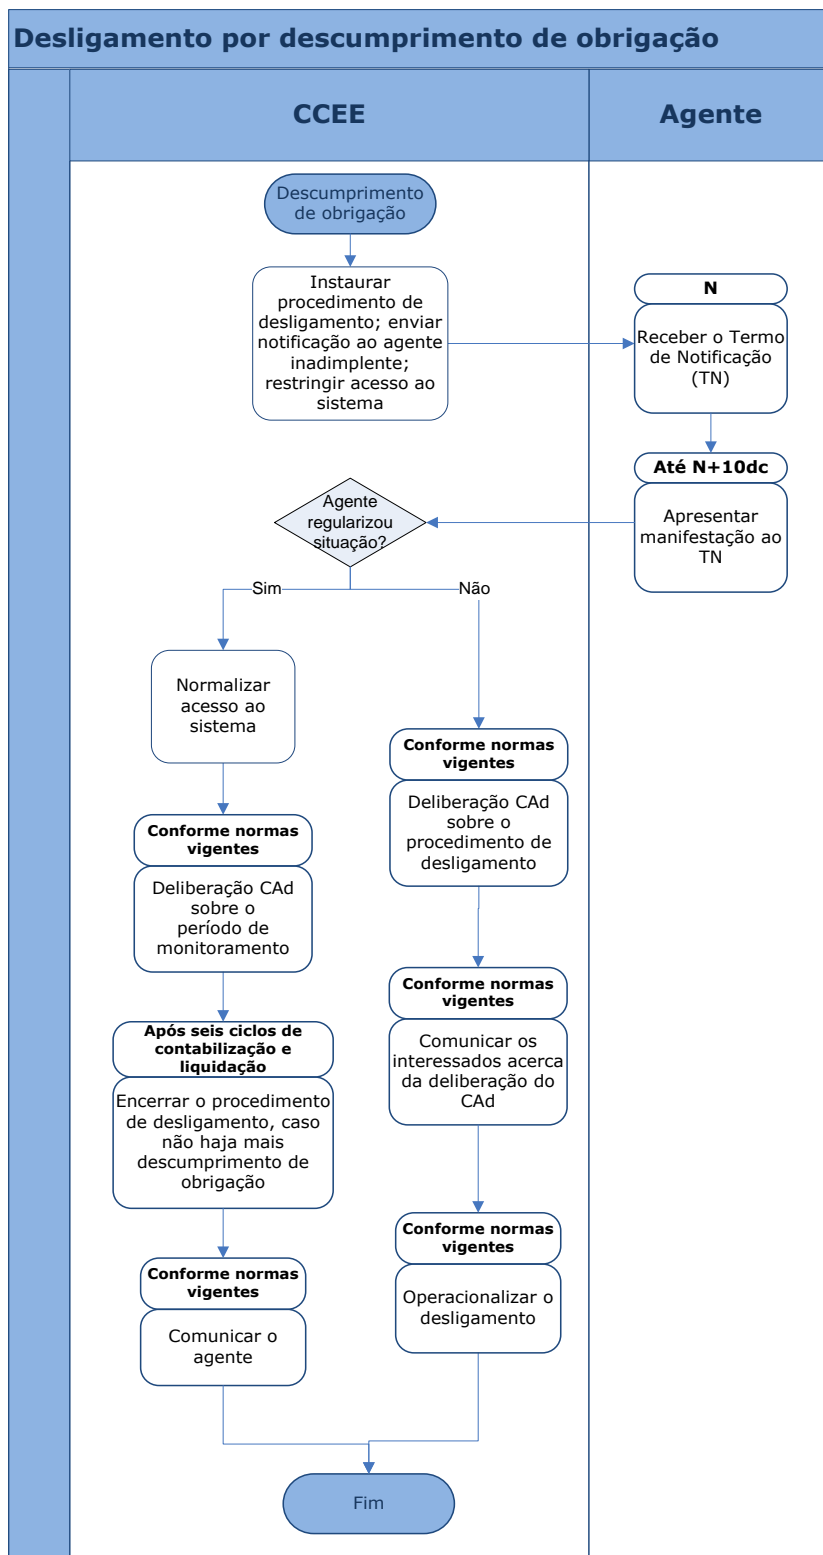 Desligamento por descumprimento de obrigação
CCEE
Agente
Descumprimento
de obrigação
Instaurar
procedimento de
desligamento; enviar
notificação ao agente
inadimplente;
restringir acesso ao
sistema
N
Receber o Termo
de Notificação
(TN)
Até N+10dc
Apresentar
manifestação ao
TN
Agente
regularizou
situação?
Sim
Não
Normalizar
acesso ao
sistema
Conforme normas
vigentes
Deliberação CAd
sobre o
período de
monitoramento
Após seis ciclos de
contabilização e
liquidação
Encerrar o procedimento
de desligamento, caso
não haja mais
descumprimento de
obrigação
Conforme normas
vigentes
Comunicar o
agente
Conforme normas
vigentes
Deliberação CAd
sobre o
procedimento de
desligamento
Conforme normas
vigentes
Comunicar os
interessados acerca
da deliberação do
CAd
Conforme normas
vigentes
Operacionalizar o
desligamento
Fim